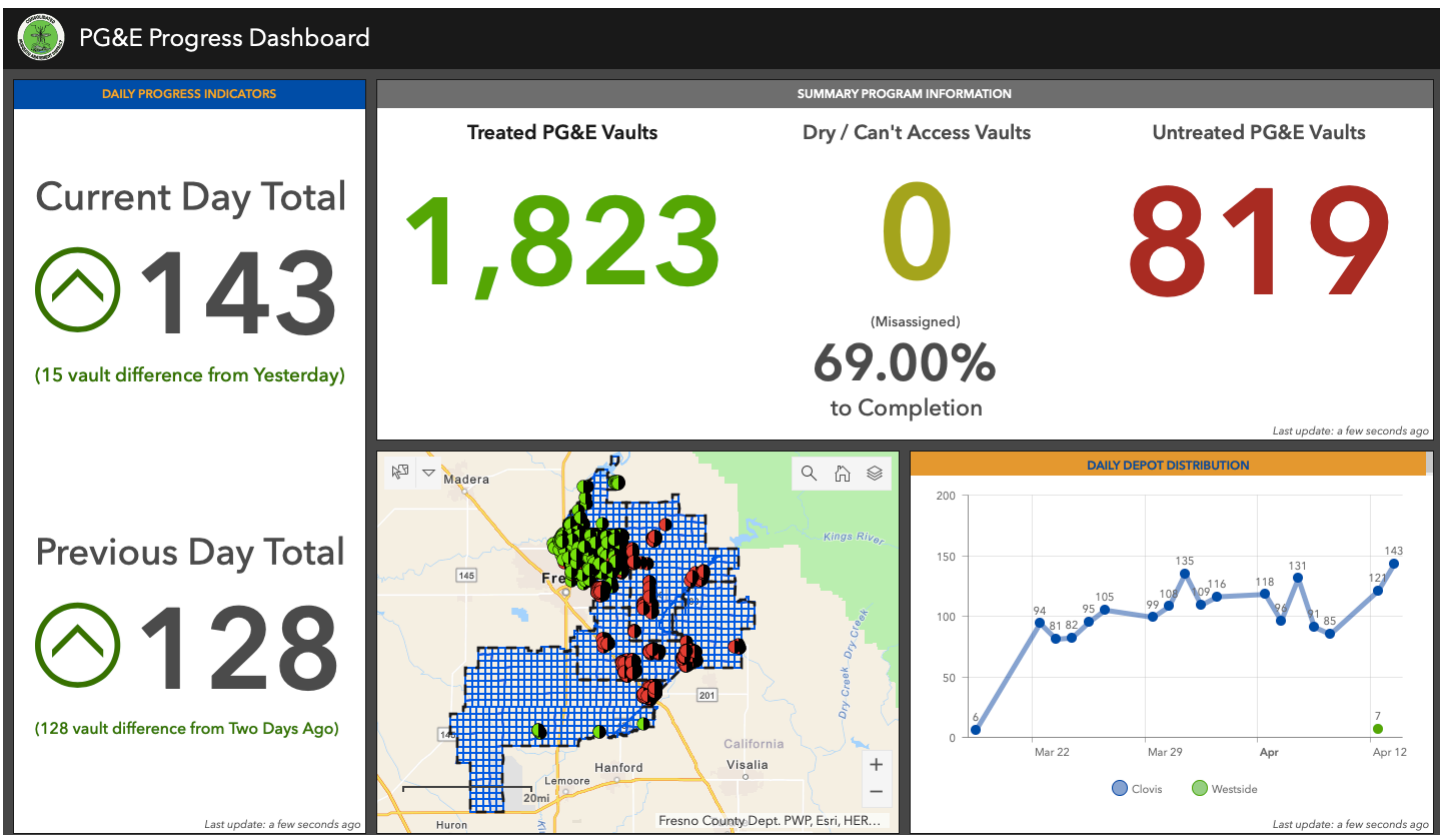 PG&E Progress Dashboard
DAILY PROGRESS INDICATORS
Current Day Total
143
(15 vault difference from Yesterday)
Previous Day Total
128
(128 vault difference from Two Days Ago)
Last update: a few seconds ago
SUMMARY PROGRAM INFORMATION
Treated PG&E Vaults
1,823
Dry / Can't Access Vaults
0
(Misassigned)
69.00%
to Completion
Untreated PG&E Vaults
819
Last update: a few seconds ago
Madera
Kings River
145
Fre
Dry Creek
Dry Creek
201
California
Visalia
Hanford
Lemoore
20mi
Huron
Fresno County Dept. PWP, Esri, HER...
DAILY DEPOT DISTRIBUTION
200
150
100
50
0
6
94
81
82
95
105
99
108
135
109
116
118
96
131
91
85
121
143
7
Mar 22
Mar 29
Apr
Apr 12
Clovis
Westside
Last update: a few seconds ago